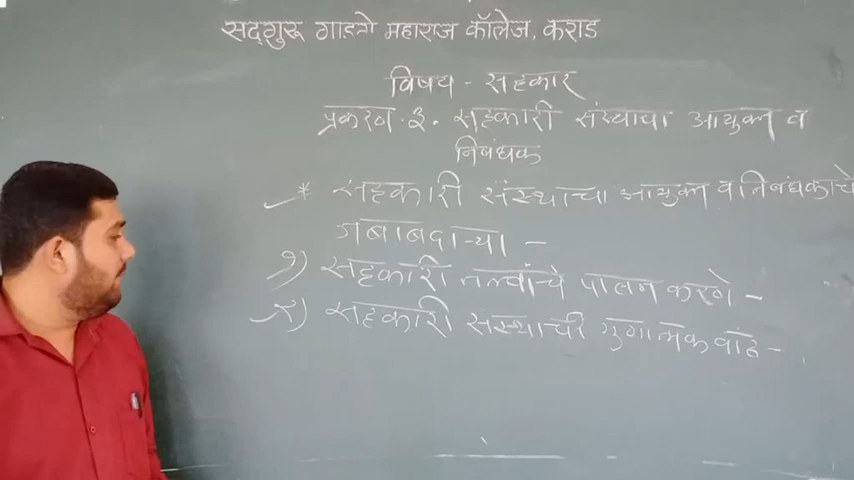 सद्गुरू गाडगे महाराज कॉलेज, कराड
विषय - सहकार
प्रकरण . ३. सहकारी संस्थाचा आयुक्त व
निबंधक
* सहकारी संस्थाचा आयुक्त व निबंधकाचे
जबाबदाऱ्या -
१) सहकारी तत्वांचे पालन करणे -
२) सहकारी संस्थाची गुणात्मक वाढ -